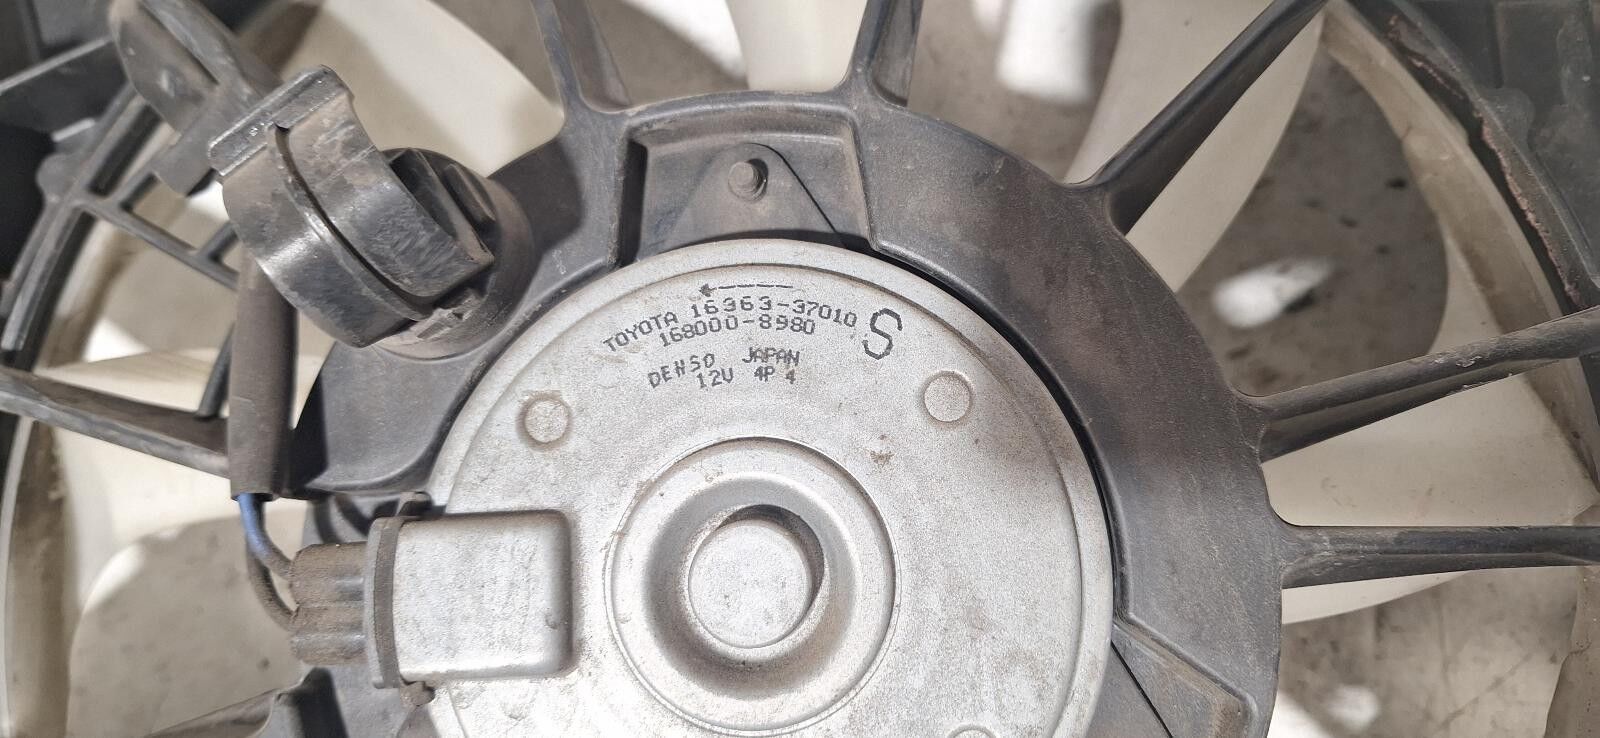 TOYOTA 16363-37010 S
168000-8980
DENSO JAPAN
12V 4P 4